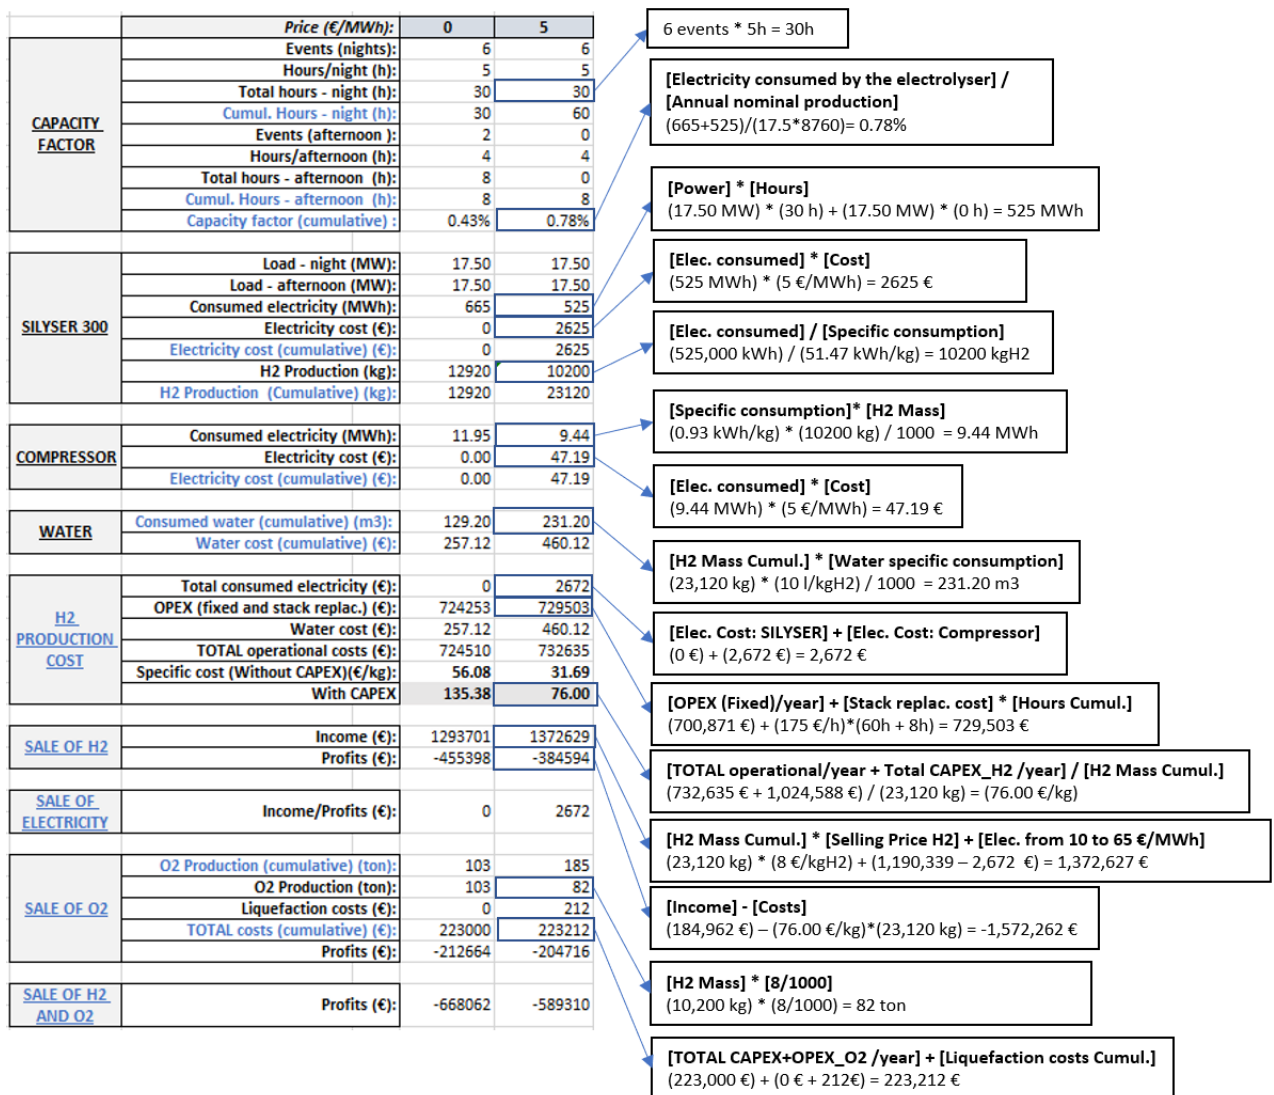 Price (€/MWh): 0 5
CAPACITY
FACTOR
Events (nights): 6 6
Hours/night (h): 5 5
Total hours - night (h): 30 30
Cumul. Hours - night (h): 30 60
Events (afternoon ): 2 0
Hours/afternoon (h): 4 4
Total hours - afternoon  (h): 8 0
Cumul. Hours - afternoon  (h): 8 8
Capacity factor (cumulative) : 0.43% 0.78%
SILYSER 300
Load - night (MW): 17.50 17.50
Load - afternoon (MW): 17.50 17.50
Consumed electricity (MWh): 665 525
Electricity cost (€): 0 2625
Electricity cost (cumulative) (€): 0 2625
H2 Production (kg): 12920 10200
H2 Production  (Cumulative) (kg): 12920 23120
COMPRESSOR
Consumed electricity (MWh): 11.95 9.44
Electricity cost (€): 0.00 47.19
Electricity cost (cumulative) (€): 0.00 47.19
WATER
Consumed water (cumulative) (m3): 129.20 231.20
Water cost (cumulative) (€): 257.12 460.12
H2
PRODUCTION
COST
Total consumed electricity (€): 0 2672
OPEX (fixed and stack replac.) (€): 724253 729503
Water cost (€): 257.12 460.12
TOTAL operational costs (€): 724510 732635
Specific cost (Without CAPEX)(€/kg): 56.08 31.69
With CAPEX 135.38 76.00
SALE OF H2
Income (€): 1293701 1372629
Profits (€): -455398 -384594
SALE OF
ELECTRICITY
Income/Profits (€): 0 2672
SALE OF O2
O2 Production (cumulative) (ton): 103 185
O2 Production (ton): 103 82
Liquefaction costs (€): 0 212
TOTAL costs (cumulative) (€): 223000 223212
Profits (€): -212664 -204716
SALE OF H2
AND O2
Profits (€): -668062 -589310
6 events * 5h = 30h
[Electricity consumed by the electrolyser] /
[Annual nominal production]
(665+525)/(17.5*8760)= 0.78%
[Power] * [Hours]
(17.50 MW) * (30 h) + (17.50 MW) * (0 h) = 525 MWh
[Elec. consumed] * [Cost]
(525 MWh) * (5 €/MWh) = 2625 €
[Elec. consumed] / [Specific consumption]
(525,000 kWh) / (51.47 kWh/kg) = 10200 kgH2
[Specific consumption]* [H2 Mass]
(0.93 kWh/kg) * (10200 kg) / 1000  = 9.44 MWh
[Elec. consumed] * [Cost]
(9.44 MWh) * (5 €/MWh) = 47.19 €
[H2 Mass Cumul.] * [Water specific consumption]
(23,120 kg) * (10 l/kgH2) / 1000  = 231.20 m3
[Elec. Cost: SILYSER] + [Elec. Cost: Compressor]
(0 €) + (2,672 €) = 2,672 €
[OPEX (Fixed)/year] + [Stack replac. cost] * [Hours Cumul.]
(700,871 €) + (175 €/h)*(60h + 8h) = 729,503 €
[TOTAL operational/year + Total CAPEX_H2 /year] / [H2 Mass Cumul.]
(732,635 € + 1,024,588 €) / (23,120 kg) = (76.00 €/kg)
[H2 Mass Cumul.] * [Selling Price H2] + [Elec. from 10 to 65 €/MWh]
(23,120 kg) * (8 €/kgH2) + (1,190,339 – 2,672  €) = 1,372,627 €
[Income] - [Costs]
(184,962 €) – (76.00 €/kg)*(23,120 kg) = -1,572,262 €
[H2 Mass] * [8/1000]
(10,200 kg) * (8/1000) = 82 ton
[TOTAL CAPEX+OPEX_O2 /year] + [Liquefaction costs Cumul.]
(223,000 €) + (0 € + 212€) = 223,212 €